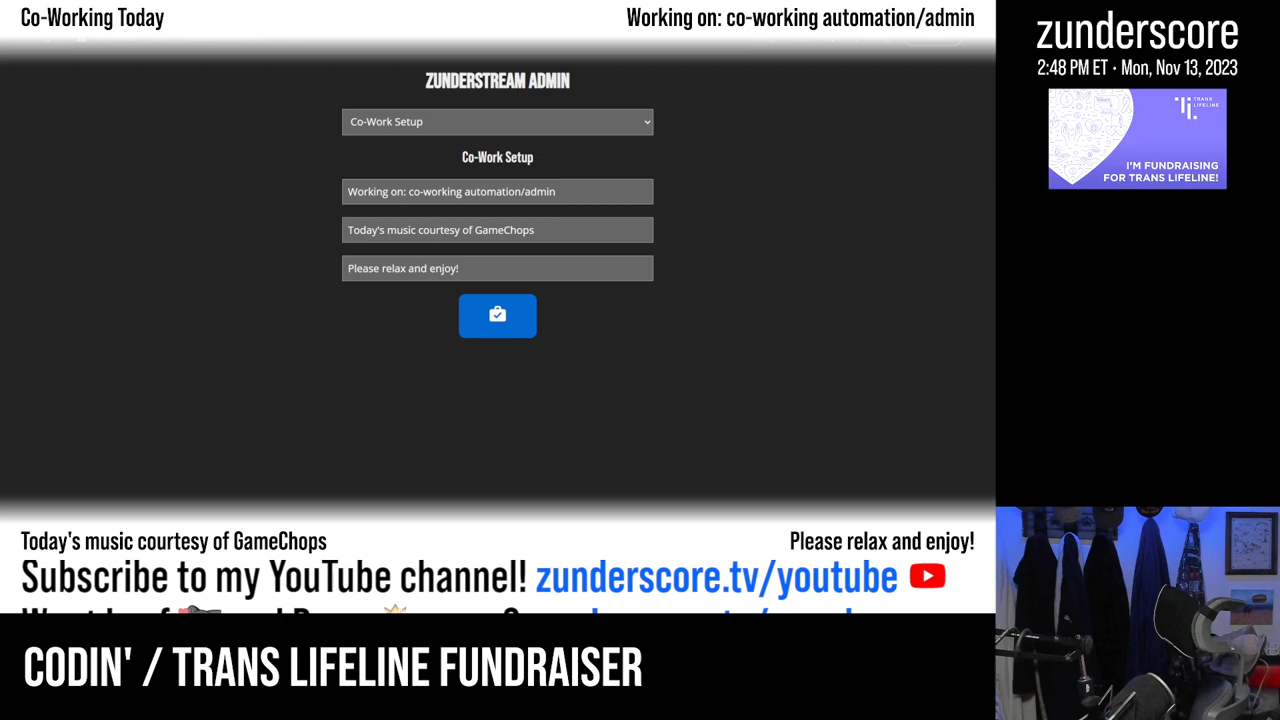 Co-Working Today
Working on: co-working automation/admin
zunderscore
2:48 PM ET · Mon, Nov 13, 2023
TRANS
LIFELINE
I'M FUNDRAISING
FOR TRANS LIFELINE!
ZUNDERSTREAM ADMIN
Co-Work Setup
Co-Work Setup
Working on: co-working automation/admin
Today's music courtesy of GameChops
Please relax and enjoy!
Today's music courtesy of GameChops
Please relax and enjoy!
Subscribe to my YouTube channel! zunderscore.tv/youtube
CODIN' / TRANS LIFELINE FUNDRAISER